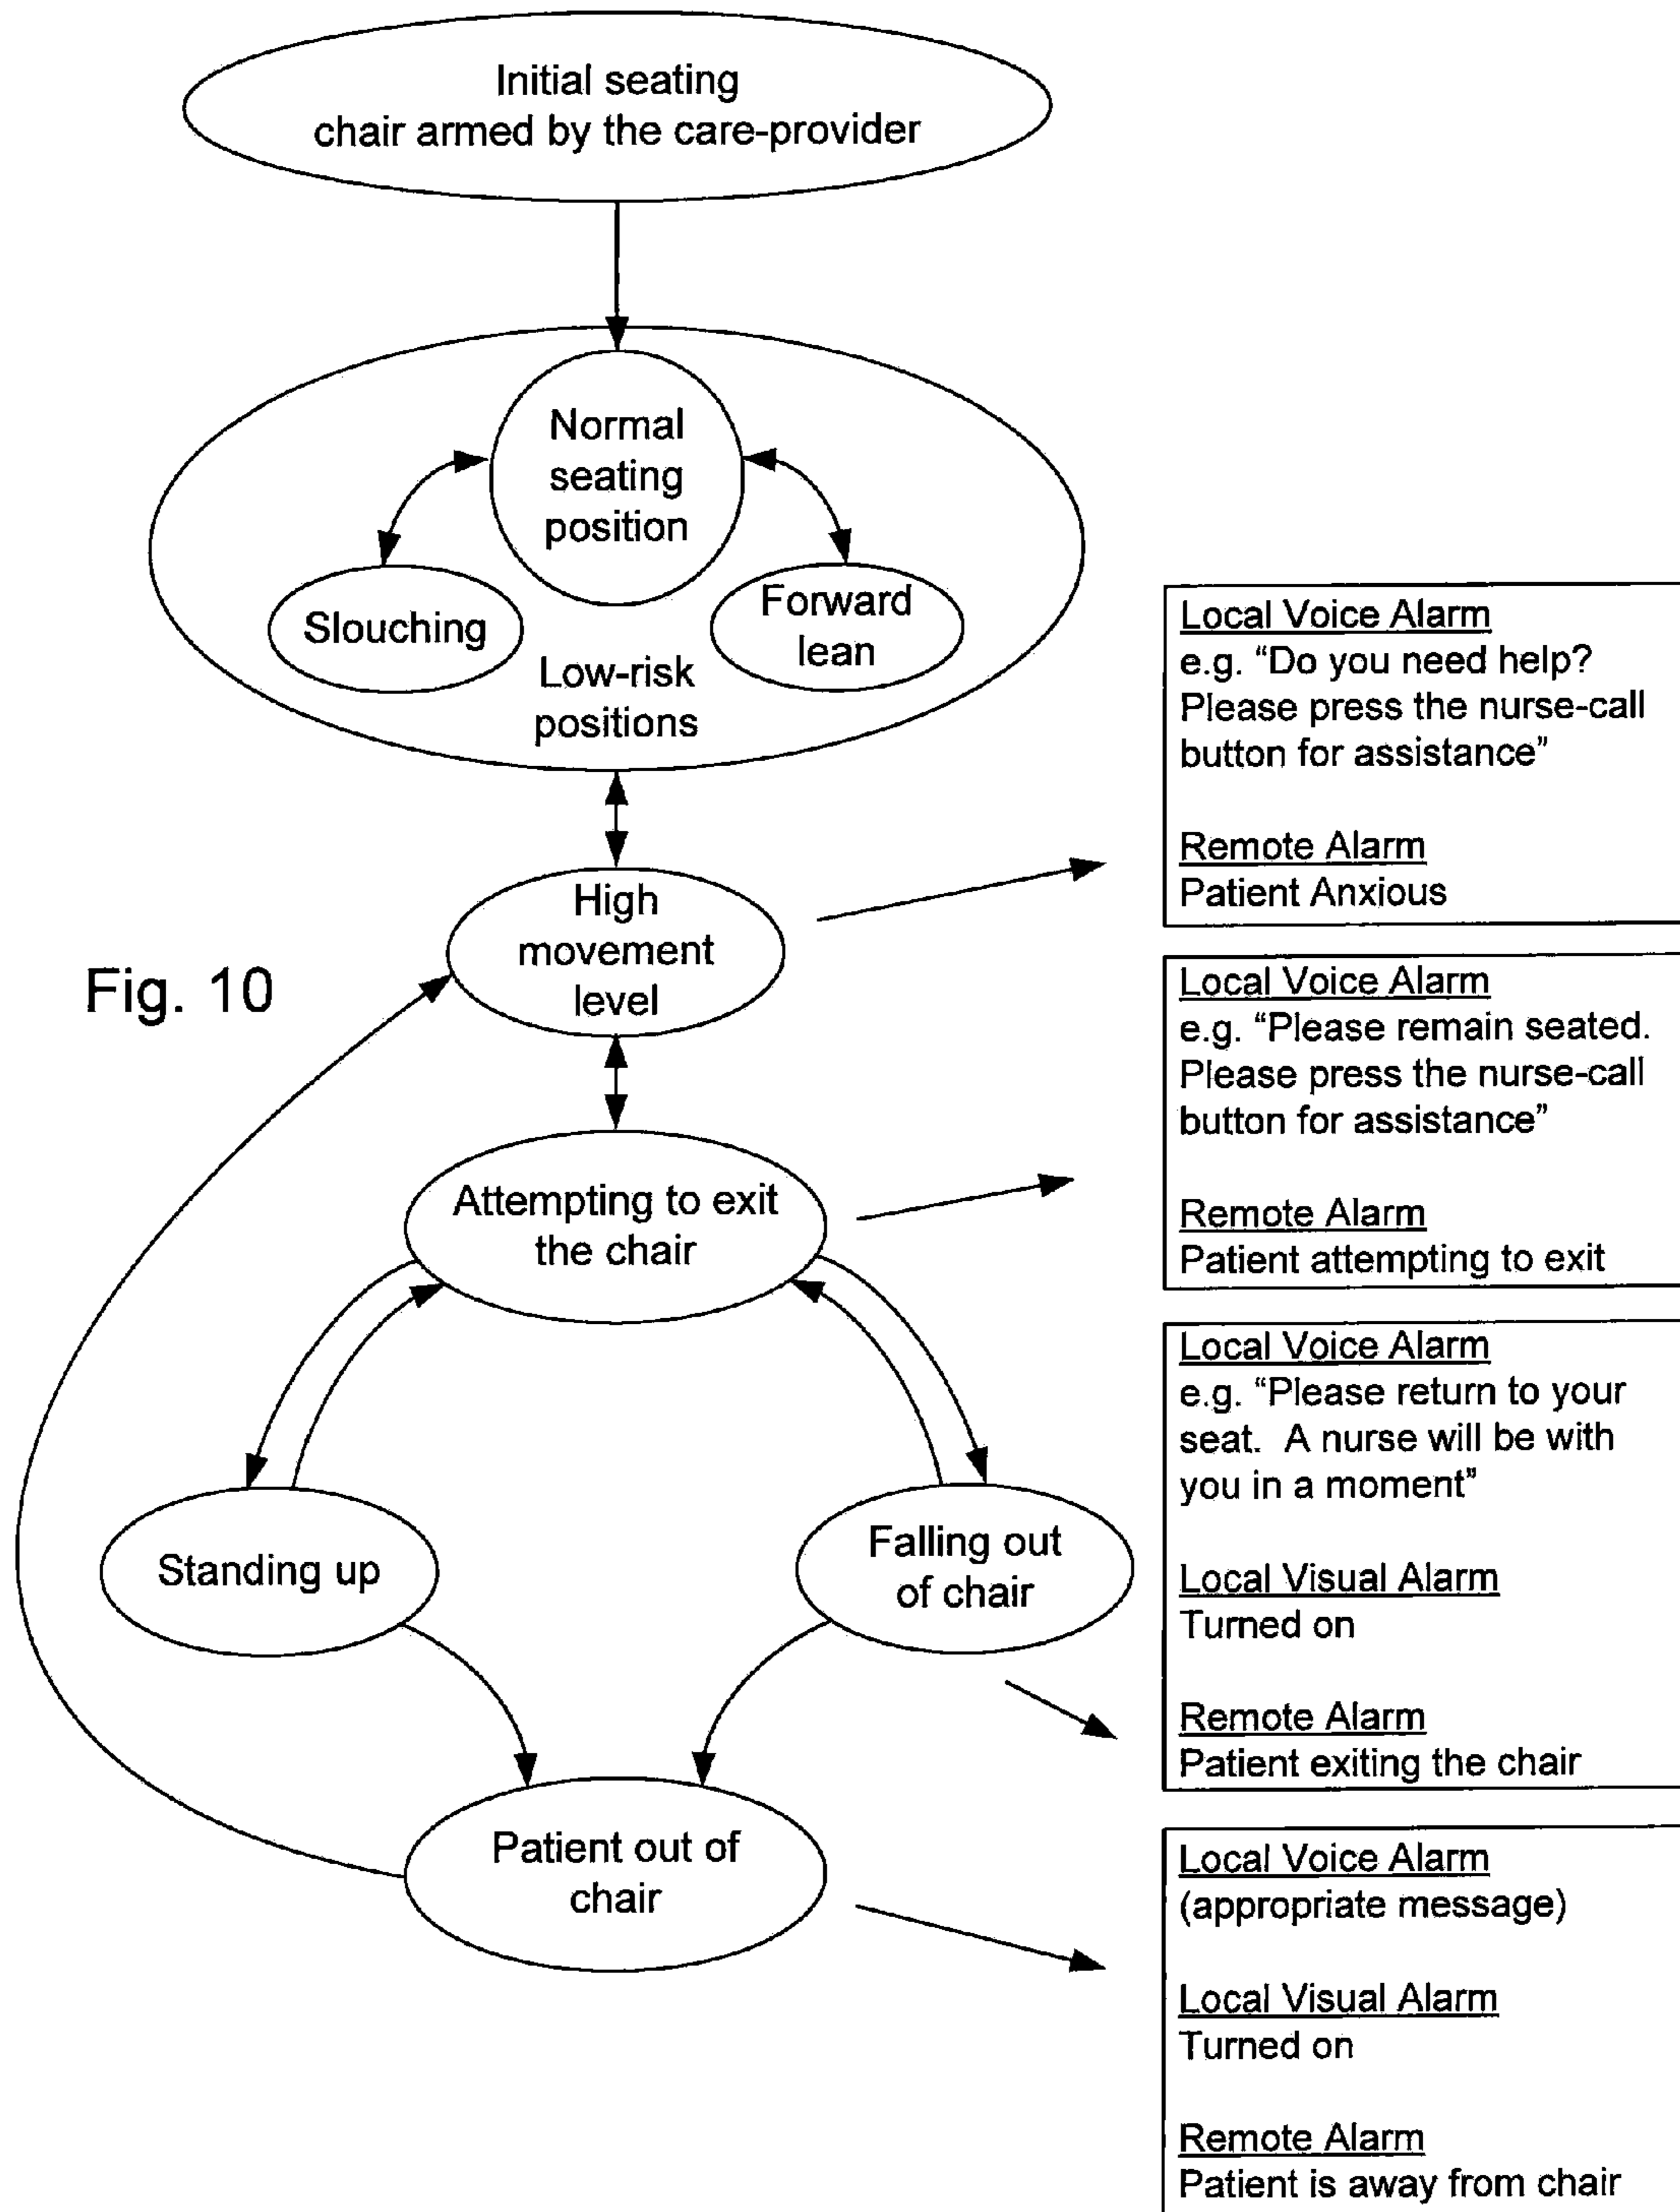 Initial seating
chair armed by the care-provider
Normal
seating
position
Slouching
Forward
lean
Low-risk
positions
High
movement
level
Fig. 10
Attempting to exit
the chair
Standing up
Falling out
of chair
Patient out of
chair
Local Voice Alarm
e.g. “Do you need help?
Please press the nurse-call
button for assistance”
Remote Alarm
Patient Anxious
Local Voice Alarm
e.g. “Please remain seated.
Please press the nurse-call
button for assistance”
Remote Alarm
Patient attempting to exit
Local Voice Alarm
e.g. “Please return to your
seat. A nurse will be with
you in a moment”
Local Visual Alarm
Turned on
Remote Alarm
Patient exiting the chair
Local Voice Alarm
(appropriate message)
Local Visual Alarm
Turned on
Remote Alarm
Patient is away from chair